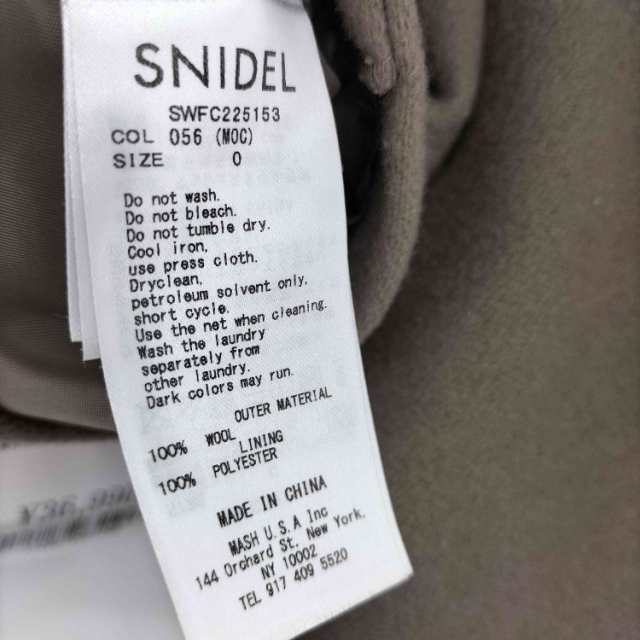 SNIDEL
SWFC225153
COL 056 (MOC)
SIZE 0
Do not wash.
Do not bleach.
Do not tumble dry.
Cool iron.
use press cloth.
Dryclean.
petroleum solvent only.
short cycle.
Use the net when cleaning.
Wash the laundry
separately from
other laundry.
Dark colors may run.
OUTER MATERIAL
100% WOOL
LINING
100% POLYESTER
MADE IN CHINA
MASH U.S.A Inc
144 Orchard St. New York.
NY 10002
TEL 917 409 5520